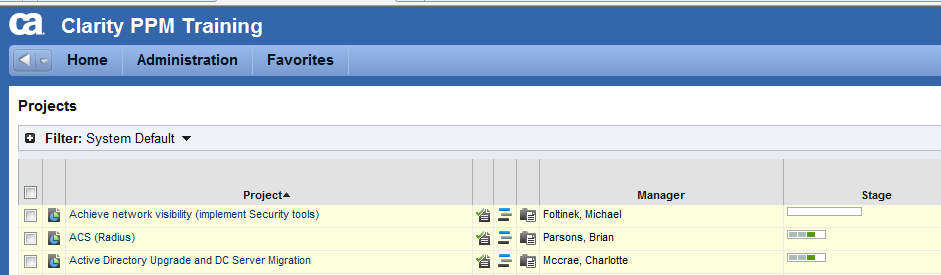 ca Clarity PPM Training
Home Administration Favorites
Projects
Filter: System Default
Project Manager Stage
Achieve network visibility (implement Security tools) Foltinek, Michael
ACS (Radius) Parsons, Brian
Active Directory Upgrade and DC Server Migration Mccrae, Charlotte